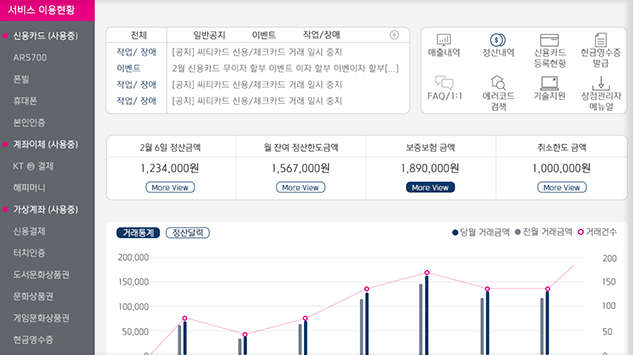 서비스 이용현황
신용카드 (사용중)
ARS700
폰빌
휴대폰
본인인증
계좌이체 (사용중)
KT ㉿ 결제
해피머니
가상계좌 (사용중)
신용결제
터치인증
도서문화상품권
문화상품권
게임문화상품권
현금영수증
전체 일반공지 이벤트 작업/장애
작업/ 장애 [공지] 씨티카드 신용/체크카드 거래 일시 중지
이벤트 2월 신용카드 무이자 할부 이벤트 이자 할부 이벤이자 할부[...]
작업/ 장애 [공지] 씨티카드 신용/체크카드 거래 일시 중지
작업/ 장애 [공지] 씨티카드 신용/체크카드 거래 일시 중지
매출내역 정산내역 신용카드 현금영수증
등록현황 발급
FAQ/1:1 에러코드 기술지원 상점관리자
검색 메뉴얼
2월 6일 정산금액 월 잔여 정산한도금액 보증보험 금액 취소한도 금액
1,234,000원 1,567,000원 1,890,000원 1,000,000원
More View More View More View More View
거래통계 정산달력 당월 거래금액 전월 거래금액 거래건수
200,000 200
150,000 150
100,000 100
50,000 50
0 0